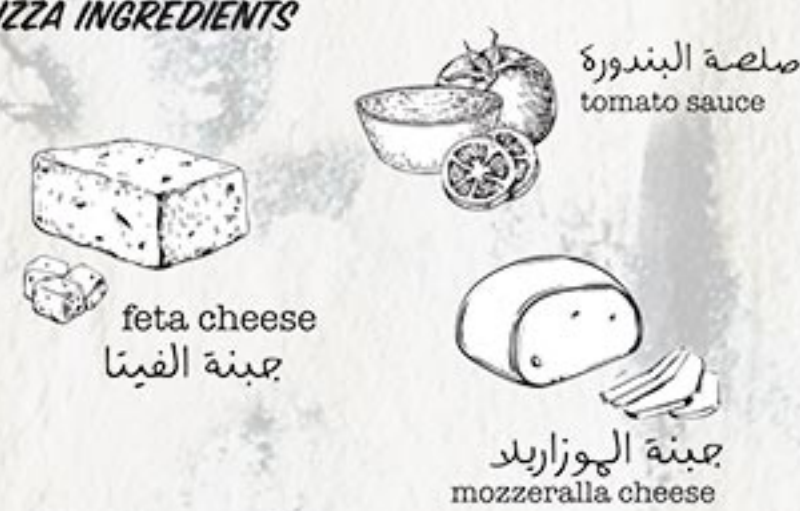 IZZA INGREDIENTS
صلصة البندورة
tomato sauce
feta cheese
جبنة الفيتا
جبنة الموزاريلا
mozzeralla cheese